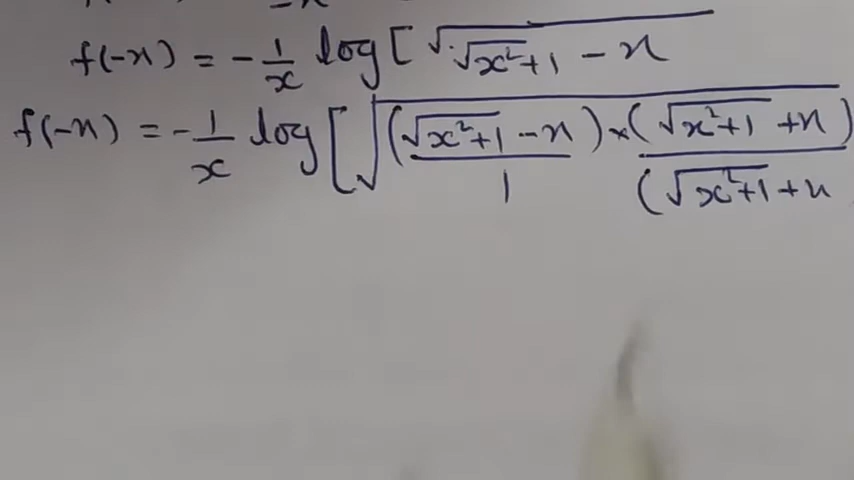 f(-x) = -1/x log[√(√(x²+1) - x
f(-x) = -1/x log[√((√(x²+1) - x)/1 × (√(x²+1) + x)/(√(x²+1) + x